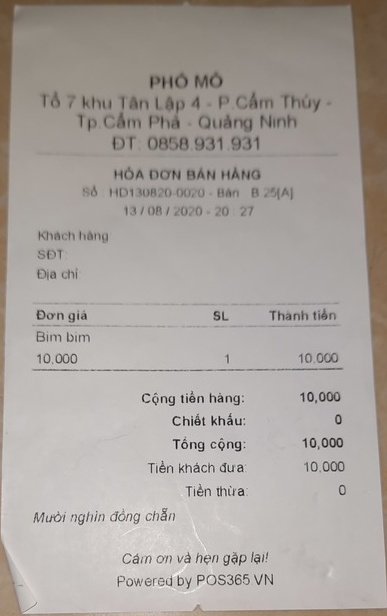 PHỐ MỎ
Tổ 7 khu Tân Lập 4 - P.Cẩm Thủy -
Tp.Cẩm Phả - Quảng Ninh
ĐT: 0858.931.931
HÓA ĐƠN BÁN HÀNG
Số : HD130820-0020 - Bàn : B.25[A]
13 / 08 / 2020 - 20 : 27
Khách hàng
SĐT:
Địa chỉ
Đơn giá SL Thành tiền
Bim bim
10,000 1 10,000
Cộng tiền hàng: 10,000
Chiết khấu: 0
Tổng cộng: 10,000
Tiền khách đưa: 10,000
Tiền thừa: 0
Mười nghìn đồng chẵn
Cám ơn và hẹn gặp lại!
Powered by POS365.VN